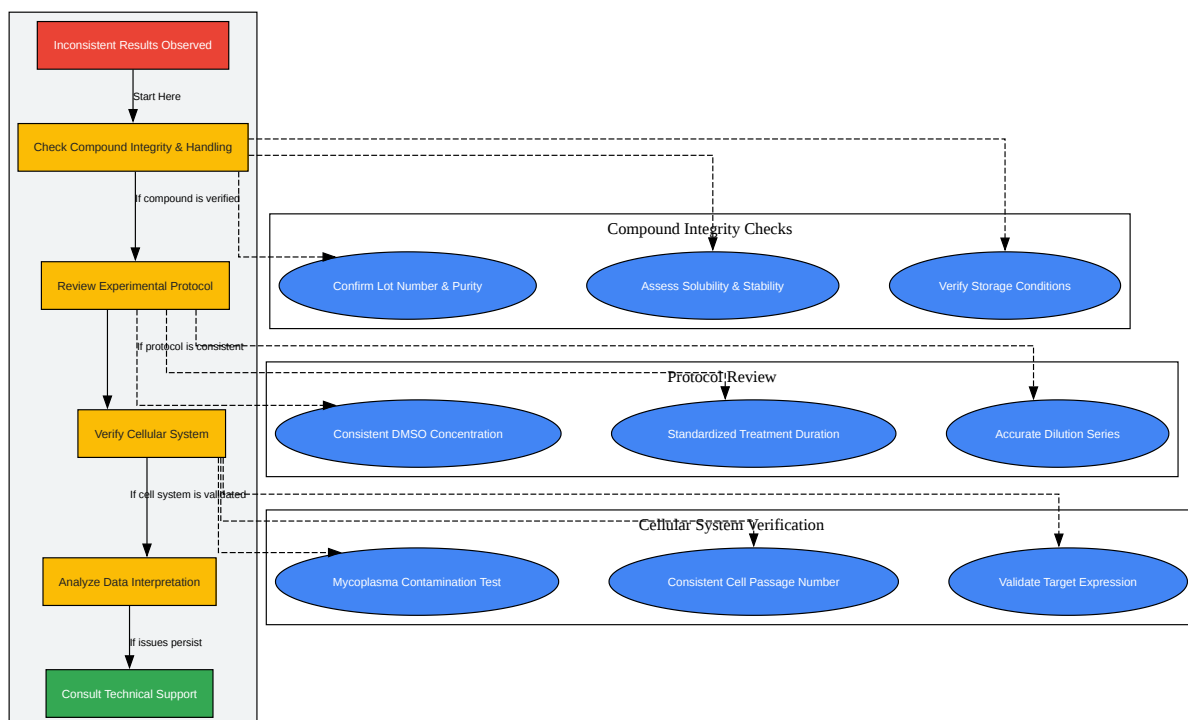 Inconsistent Results Observed
Start Here
Check Compound Integrity & Handling
If compound is verified
Compound Integrity Checks
Confirm Lot Number & Purity
Assess Solubility & Stability
Verify Storage Conditions
Review Experimental Protocol
If protocol is consistent
Protocol Review
Consistent DMSO Concentration
Standardized Treatment Duration
Accurate Dilution Series
Verify Cellular System
If cell system is validated
Cellular System Verification
Mycoplasma Contamination Test
Consistent Cell Passage Number
Validate Target Expression
Analyze Data Interpretation
If issues persist
Consult Technical Support